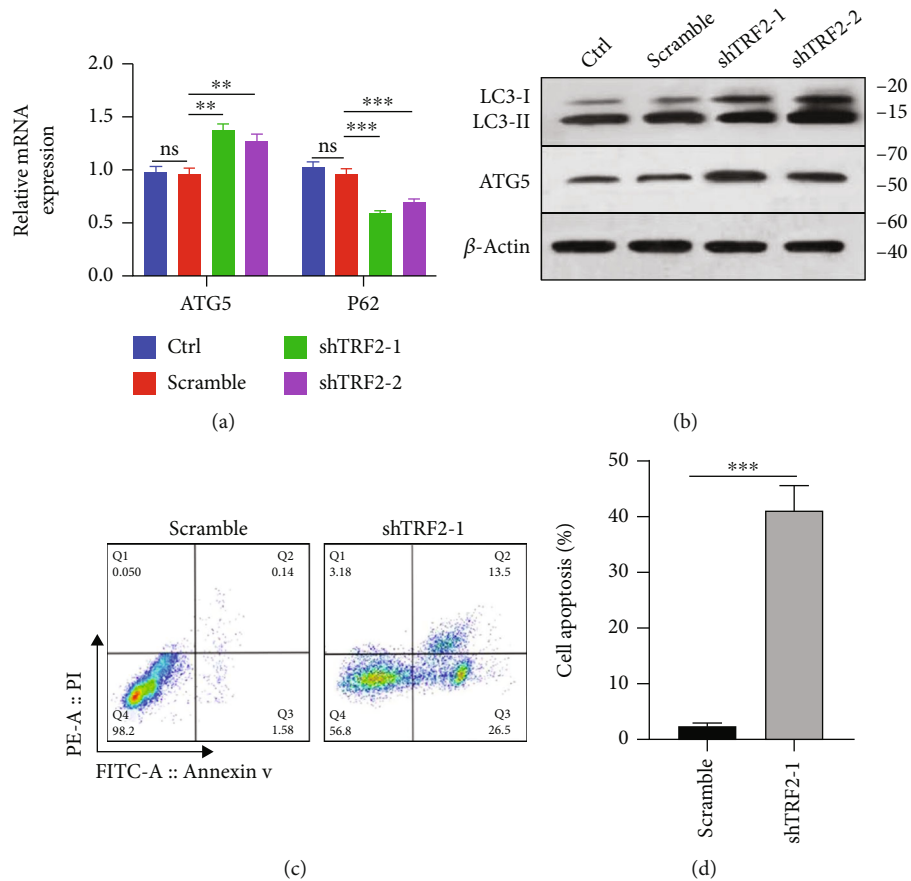 2.0
1.5
1.0
0.5
0.0
Relative mRNA
expression
ns
**
**
ns
***
***
ATG5
P62
Ctrl
shTRF2-1
Scramble
shTRF2-2
(a)
Ctrl
Scramble
shTRF2-1
shTRF2-2
LC3-I
LC3-II
ATG5
β-Actin
–20
–15
–70
–50
–60
–40
(b)
Scramble
Q1
0.050
Q2
0.14
Q4
98.2
Q3
1.58
shTRF2-1
Q1
3.18
Q2
13.5
Q4
56.8
Q3
26.5
PE-A :: PI
FITC-A :: Annexin v
(c)
50
40
30
20
10
0
Cell apoptosis (%)
***
Scramble
shTRF2-1
(d)